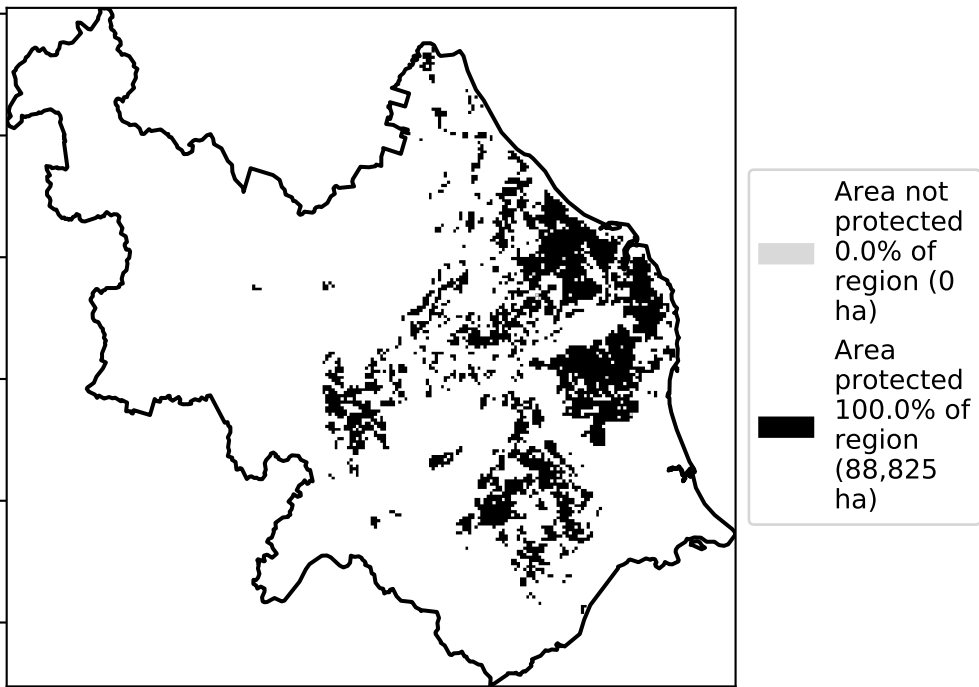 Area not
protected
0.0% of
region (0
ha)
Area
protected
100.0% of
region
(88,825
ha)